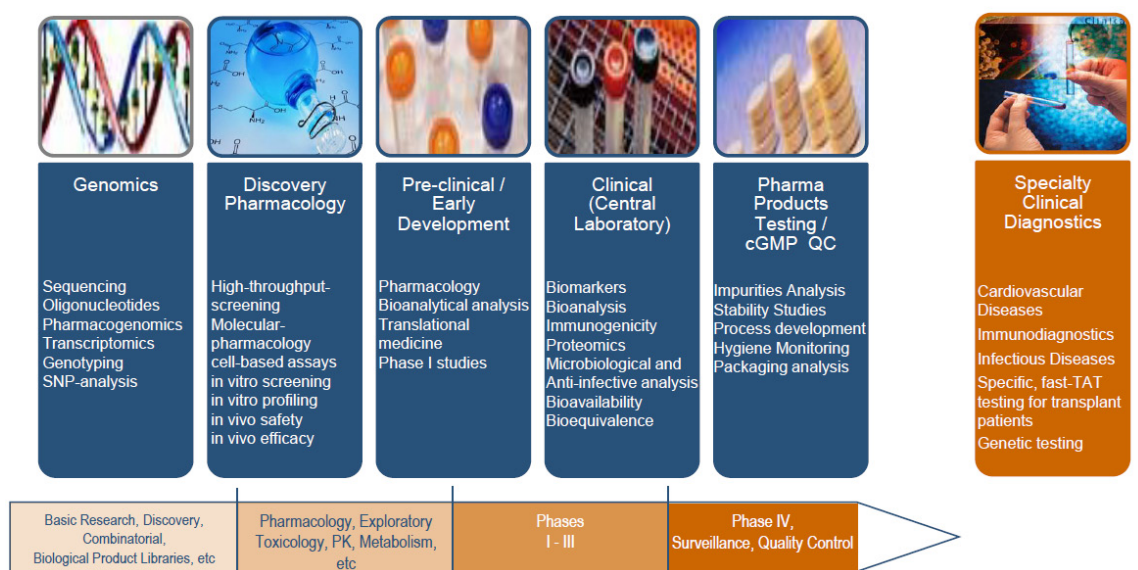 Genomics
Sequencing
Oligonucleotides
Pharmacogenomics
Transcriptomics
Genotyping
SNP-analysis
Discovery
Pharmacology
High-throughput-
screening
Molecular-
pharmacology
cell-based assays
in vitro screening
in vitro profiling
in vivo safety
in vivo efficacy
Pre-clinical /
Early
Development
Pharmacology
Bioanalytical analysis
Translational
medicine
Phase I studies
Clinical
(Central
Laboratory)
Biomarkers
Bioanalysis
Immunogenicity
Proteomics
Microbiological and
Anti-infective analysis
Bioavailability
Bioequivalence
Pharma
Products
Testing /
cGMP QC
Impurities Analysis
Stability Studies
Process development
Hygiene Monitoring
Packaging analysis
Specialty
Clinical
Diagnostics
Cardiovascular
Diseases
Immunodiagnostics
Infectious Diseases
Specific, fast-TAT
testing for transplant
patients
Genetic testing
Basic Research, Discovery,
Combinatorial,
Biological Product Libraries, etc
Pharmacology, Exploratory
Toxicology, PK, Metabolism,
etc
Phases
I - III
Phase IV,
Surveillance, Quality Control